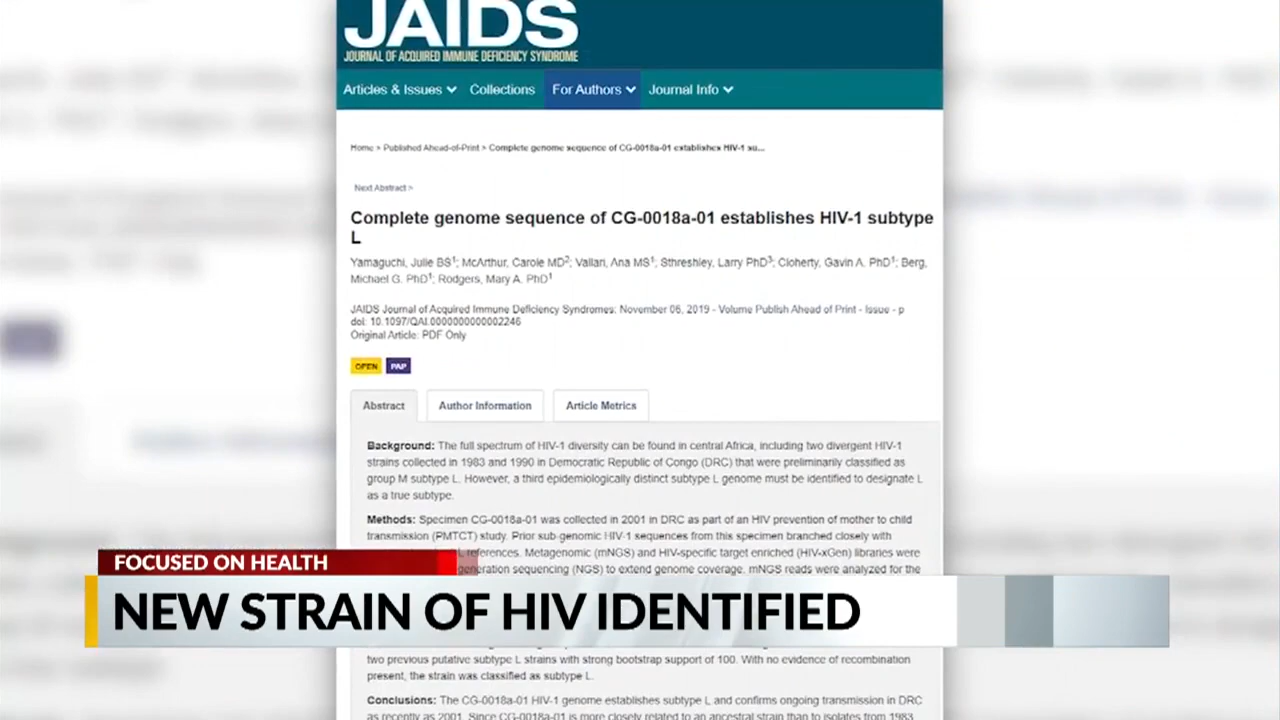 JAIDS
JOURNAL OF ACQUIRED IMMUNE DEFICIENCY SYNDROME
Articles & Issues Collections For Authors Journal Info
Home > Published Ahead-of-Print > Complete genome sequence of CG-0018a-01 establishes HIV-1 su...
Next Abstract >
Complete genome sequence of CG-0018a-01 establishes HIV-1 subtype
L
Yamaguchi, Julie BS1; McArthur, Carole MD2; Vallari, Ana MS1; Sthreshley, Larry PhD3; Cloherty, Gavin A. PhD1; Berg,
Michael G. PhD1; Rodgers, Mary A. PhD1
JAIDS Journal of Acquired Immune Deficiency Syndromes: November 06, 2019 - Volume Publish Ahead of Print - Issue - p
doi: 10.1097/QAI.0000000000002246
Original Article: PDF Only
OPEN PAP
Abstract Author Information Article Metrics
Background: The full spectrum of HIV-1 diversity can be found in central Africa, including two divergent HIV-1
strains collected in 1983 and 1990 in Democratic Republic of Congo (DRC) that were preliminarily classified as
group M subtype L. However, a third epidemiologically distinct subtype L genome must be identified to designate L
as a true subtype.
Methods: Specimen CG-0018a-01 was collected in 2001 in DRC as part of an HIV prevention of mother to child
transmission (PMTCT) study. Prior sub-genomic HIV-1 sequences from this specimen branched closely with
L references. Metagenomic (mNGS) and HIV-specific target enriched (HIV-xGen) libraries were
generation sequencing (NGS) to extend genome coverage. mNGS reads were analyzed for the
FOCUSED ON HEALTH
NEW STRAIN OF HIV IDENTIFIED
two previous putative subtype L strains with strong bootstrap support of 100. With no evidence of recombination
present, the strain was classified as subtype L.
Conclusions: The CG-0018a-01 HIV-1 genome establishes subtype L and confirms ongoing transmission in DRC
as recently as 2001. Since CG-0018a-01 is more closely related to an ancestral strain than to isolates from 1983